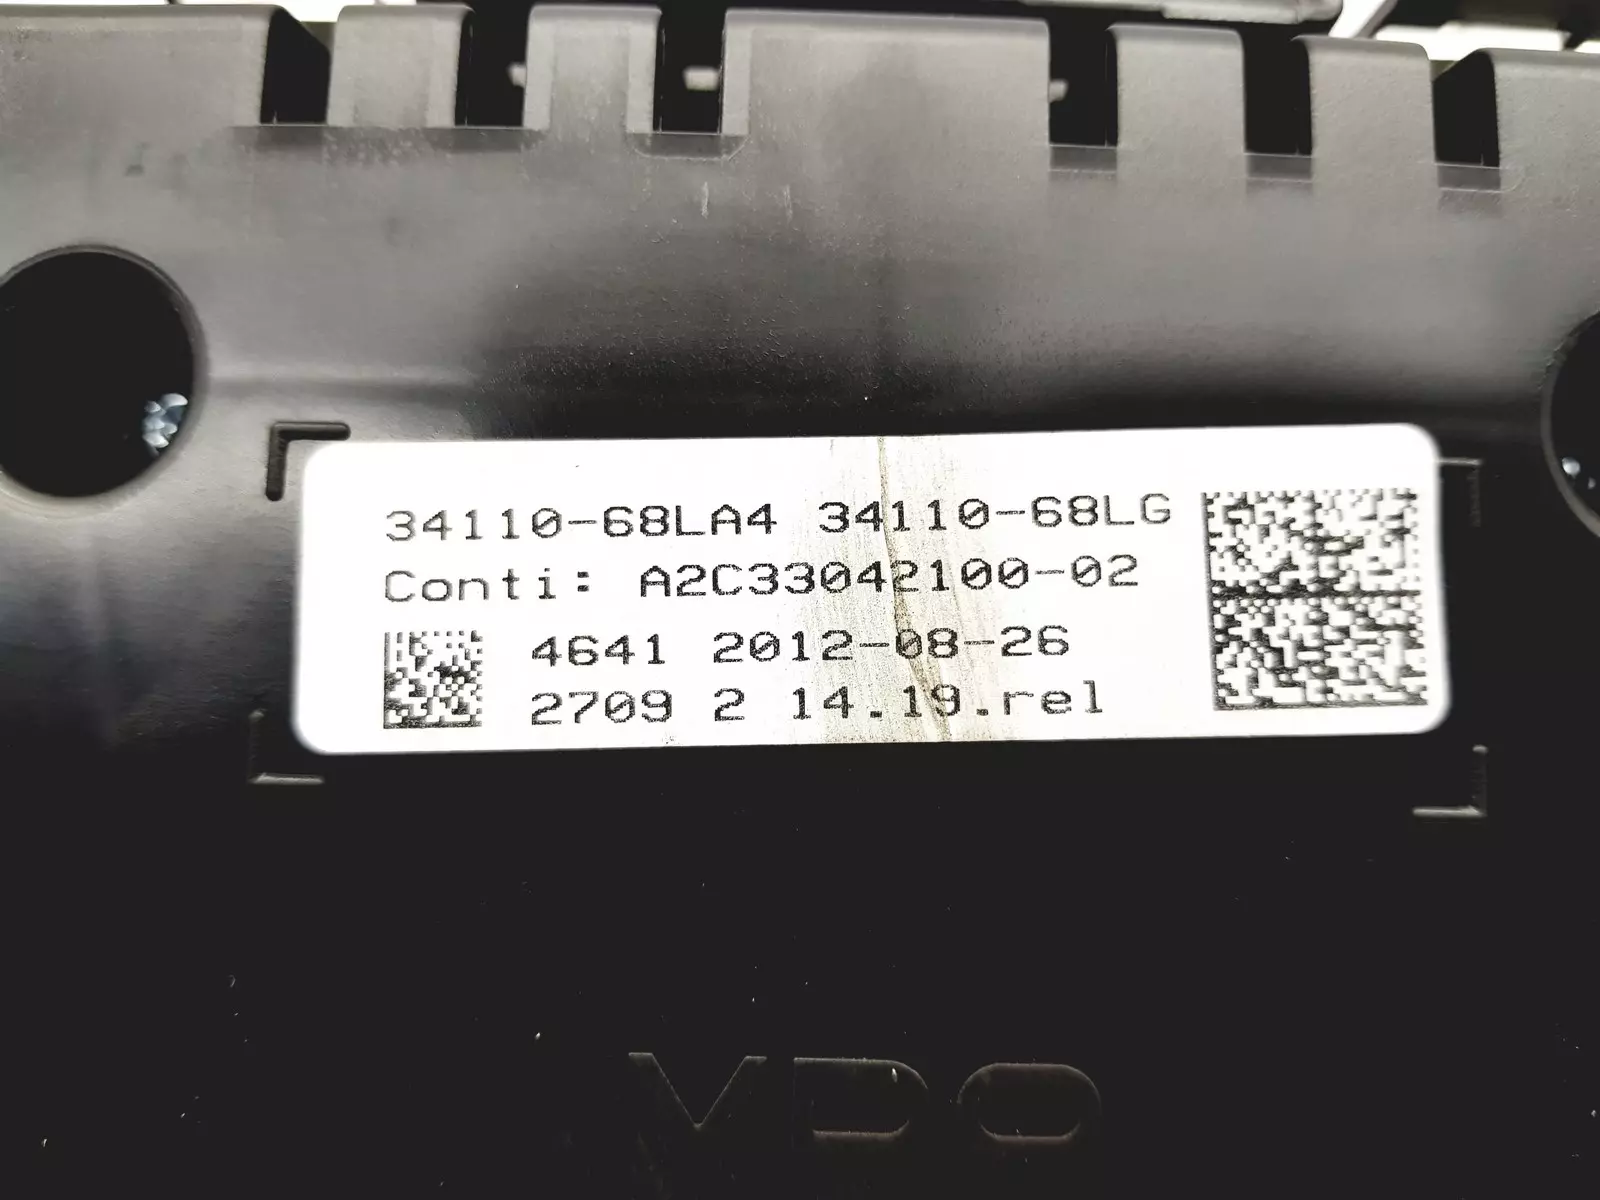 34110-68LA4 34110-68LG
Conti: A2C33042100-02
4641 2012-08-26
2709 2 14.19.rel
VDO